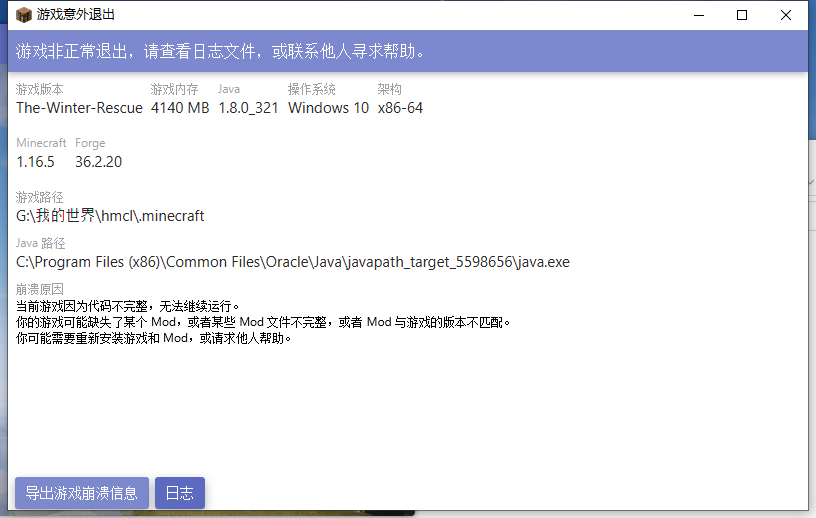 游戏意外退出
游戏非正常退出，请查看日志文件，或联系他人寻求帮助。
游戏版本 游戏内存 Java 操作系统 架构
The-Winter-Rescue 4140 MB 1.8.0_321 Windows 10 x86-64
Minecraft Forge
1.16.5 36.2.20
游戏路径
G:\我的世界\hmcl\.minecraft
Java 路径
C:\Program Files (x86)\Common Files\Oracle\Java\javapath_target_5598656\java.exe
崩溃原因
当前游戏因为代码不完整，无法继续运行。
你的游戏可能缺失了某个 Mod，或者某些 Mod 文件不完整，或者 Mod 与游戏的版本不匹配。
你可能需要重新安装游戏和 Mod，或请求他人帮助。
导出游戏崩溃信息 日志